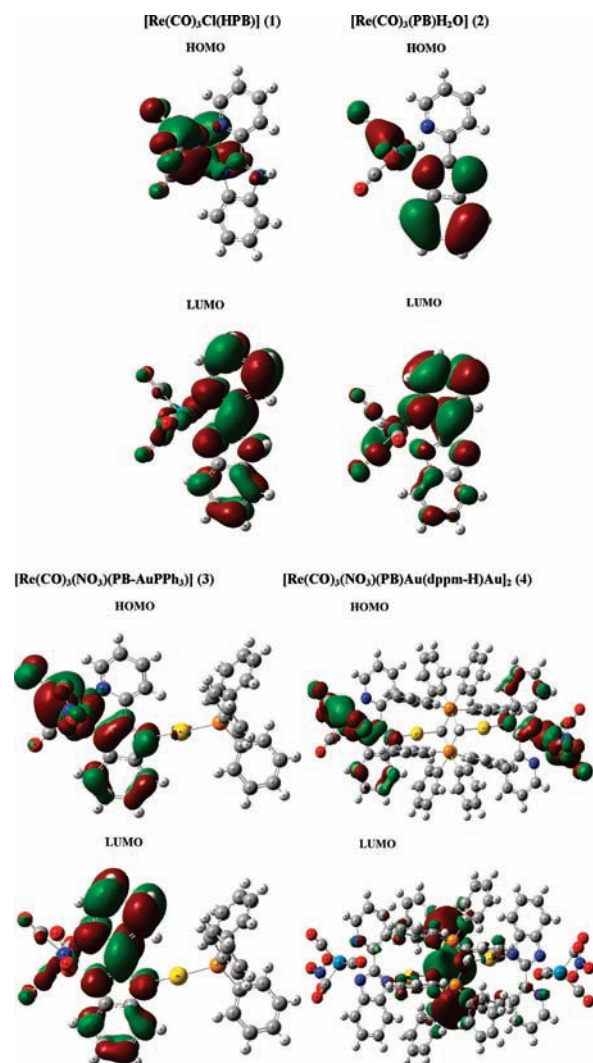 [Re(CO)₃Cl(HPB)] (1) [Re(CO)₃(PB)H₂O] (2)
HOMO HOMO
LUMO LUMO
[Re(CO)₃(NO₃)(PB-AuPPh₃)] (3) [Re(CO)₃(NO₃)(PB)Au(dppm-H)Au]₂ (4)
HOMO HOMO
LUMO LUMO